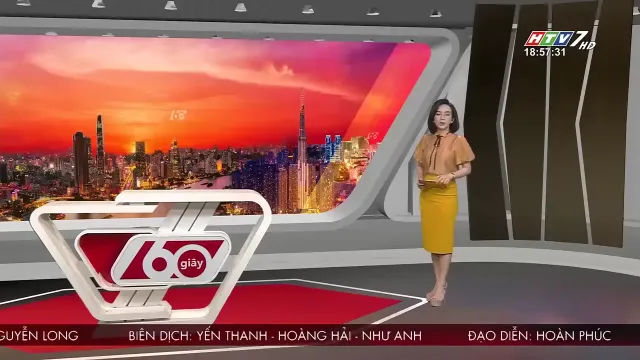 HTV7 HD
18:57:31
60 giây
GUYỄN LONG BIÊN DỊCH: YẾN THANH - HOÀNG HẢI - NHƯ ANH ĐẠO DIỄN: HOÀN PHÚC